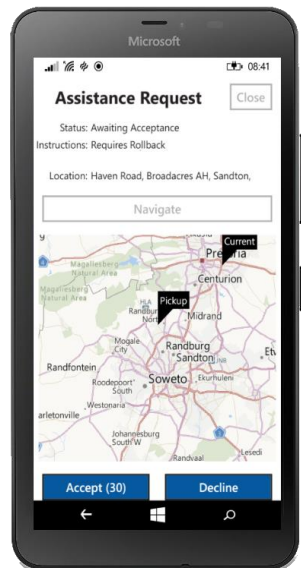 Microsoft
08:41
Assistance Request
Close
Status: Awaiting Acceptance
Instructions: Requires Rollback
Location: Haven Road, Broadacres AH, Sandton,
Navigate
Current
Pretoria
Magaliesberg
Natural Area
Centurion
Magaliesberg
Natural Area
Pickup
HLA
Midrand
Mogale
City
Randburg
Sandton
Randfontein
Roodepoort
South
Soweto
Ekurhuleni
Westonaria
arletonville
Johannesburg
South W
Randvaal
Lesedi
Accept (30)
Decline